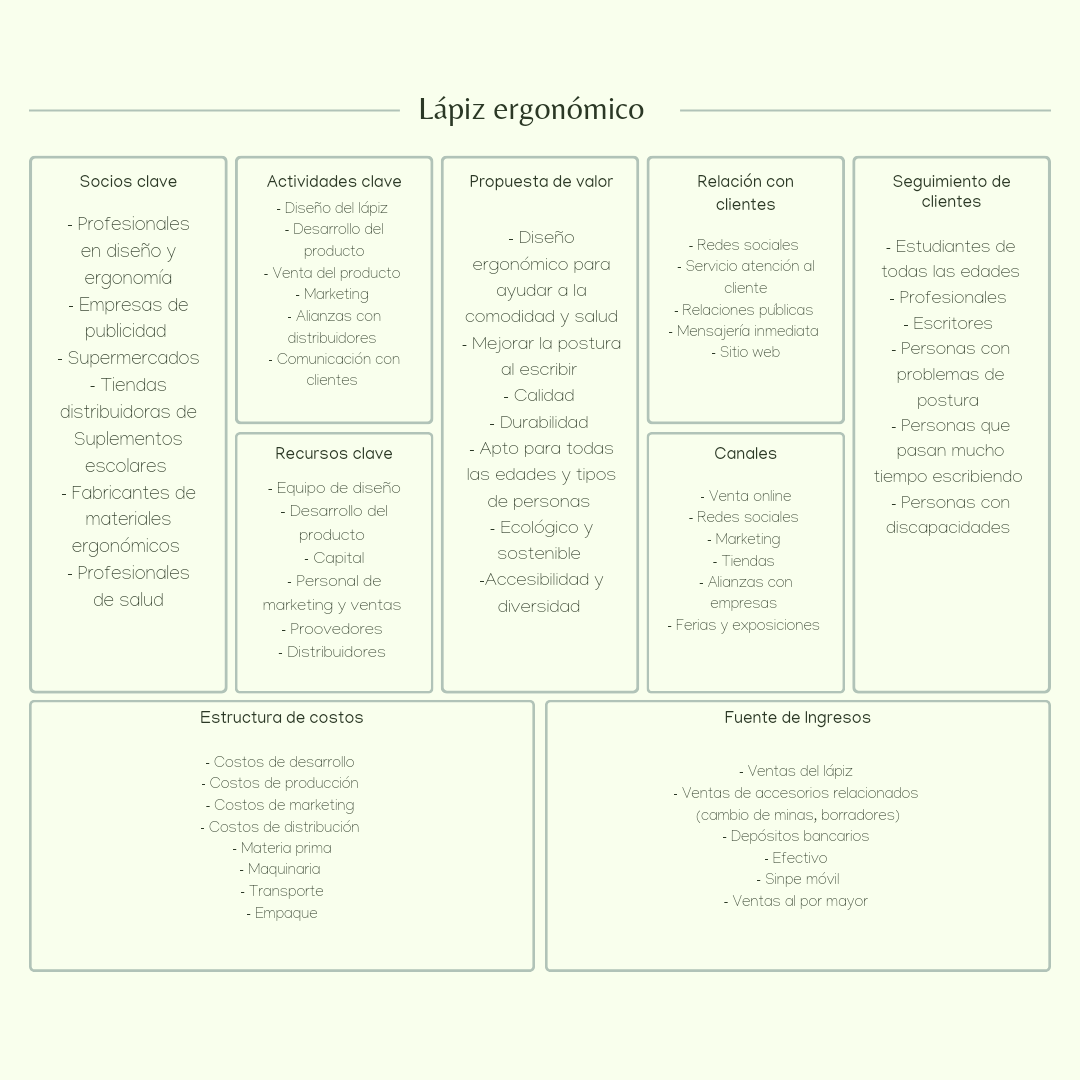 Lápiz ergonómico
Socios clave
- Profesionales
en diseño y
ergonomía
- Empresas de
publicidad
- Supermercados
- Tiendas
distribuidoras de
Suplementos
escolares
- Fabricantes de
materiales
ergonómicos
- Profesionales
de salud
Actividades clave
- Diseño del lápiz
- Desarrollo del
producto
- Venta del producto
- Marketing
- Alianzas con
distribuidores
- Comunicación con
clientes
Recursos clave
- Equipo de diseño
- Desarrollo del
producto
- Capital
- Personal de
marketing y ventas
- Proovedores
- Distribuidores
Propuesta de valor
- Diseño
ergonómico para
ayudar a la
comodidad y salud
- Mejorar la postura
al escribir
- Calidad
- Durabilidad
- Apto para todas
las edades y tipos
de personas
- Ecológico y
sostenible
-Accesibilidad y
diversidad
Relación con
clientes
- Redes sociales
- Servicio atención al
cliente
- Relaciones publicas
- Mensajería inmediata
- Sitio web
Canales
- Venta online
- Redes sociales
- Marketing
- Tiendas
- Alianzas con
empresas
- Ferias y exposiciones
Seguimiento de
clientes
- Estudiantes de
todas las edades
- Profesionales
- Escritores
- Personas con
problemas de
postura
- Personas que
pasan mucho
tiempo escribiendo
- Personas con
discapacidades
Estructura de costos
- Costos de desarrollo
- Costos de producción
- Costos de marketing
- Costos de distribución
- Materia prima
- Maquinaria
- Transporte
- Empaque
Fuente de Ingresos
- Ventas del lápiz
- Ventas de accesorios relacionados
(cambio de minas, borradores)
- Depósitos bancarios
- Efectivo
- Sinpe móvil
- Ventas al por mayor